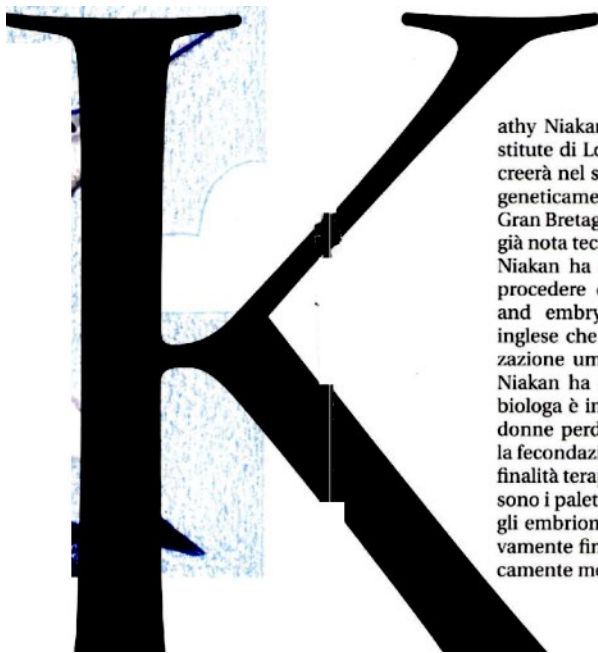 K
athy Niakan
stitute di Lo
creerà nel s
geneticame
Gran Bretag
già nota tec
Niakan ha
procedere
and embry
inglese che
zazione um
Niakan ha
biologa è in
donne perd
la fecondazi
finalità terap
sono i palet
gli embrion
vamente fin
camente mo